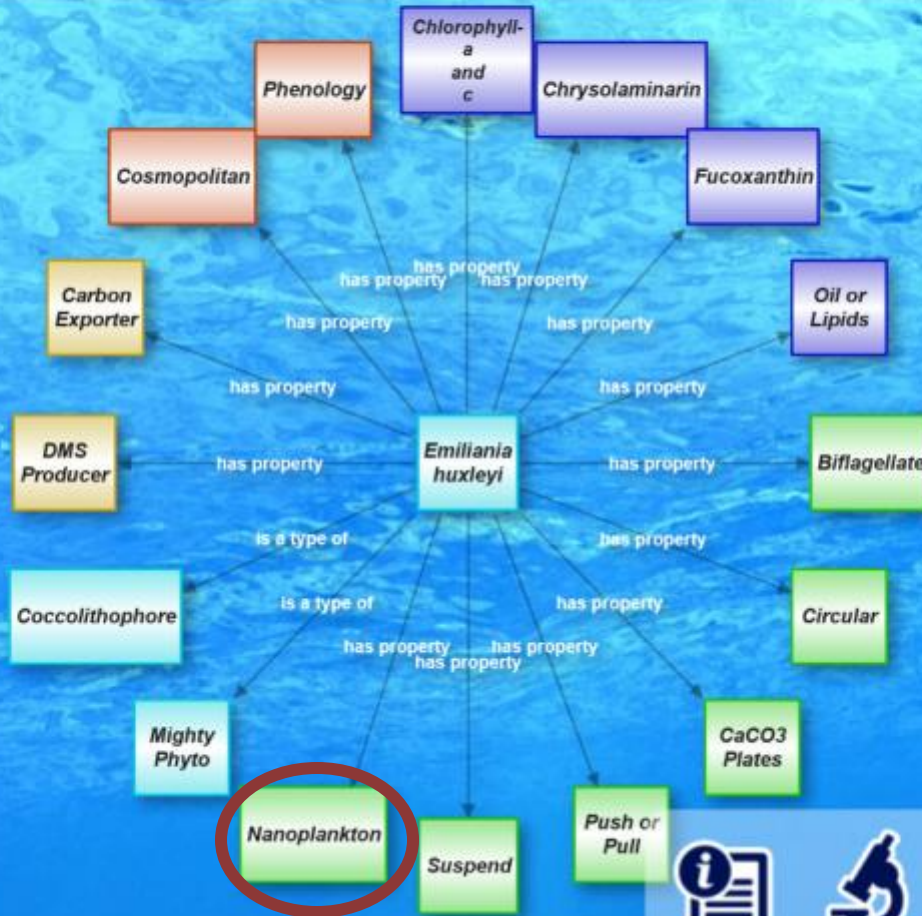 Chlorophyll-
a
and
c
Phenology
Chrysolaminarin
Cosmopolitan
Fucoxanthin
has property
has property
has property
Carbon
Exporter
Oil or
Lipids
has property
has property
has property
has property
Emiliania
huxleyi
DMS
Producer
has property
has property
Biflagellate
is a type of
has property
Coccolithophore
is a type of
has property
Circular
has property
has property
has property
Mighty
Phyto
CaCO3
Plates
Nanoplankton
Suspend
Push or
Pull
i